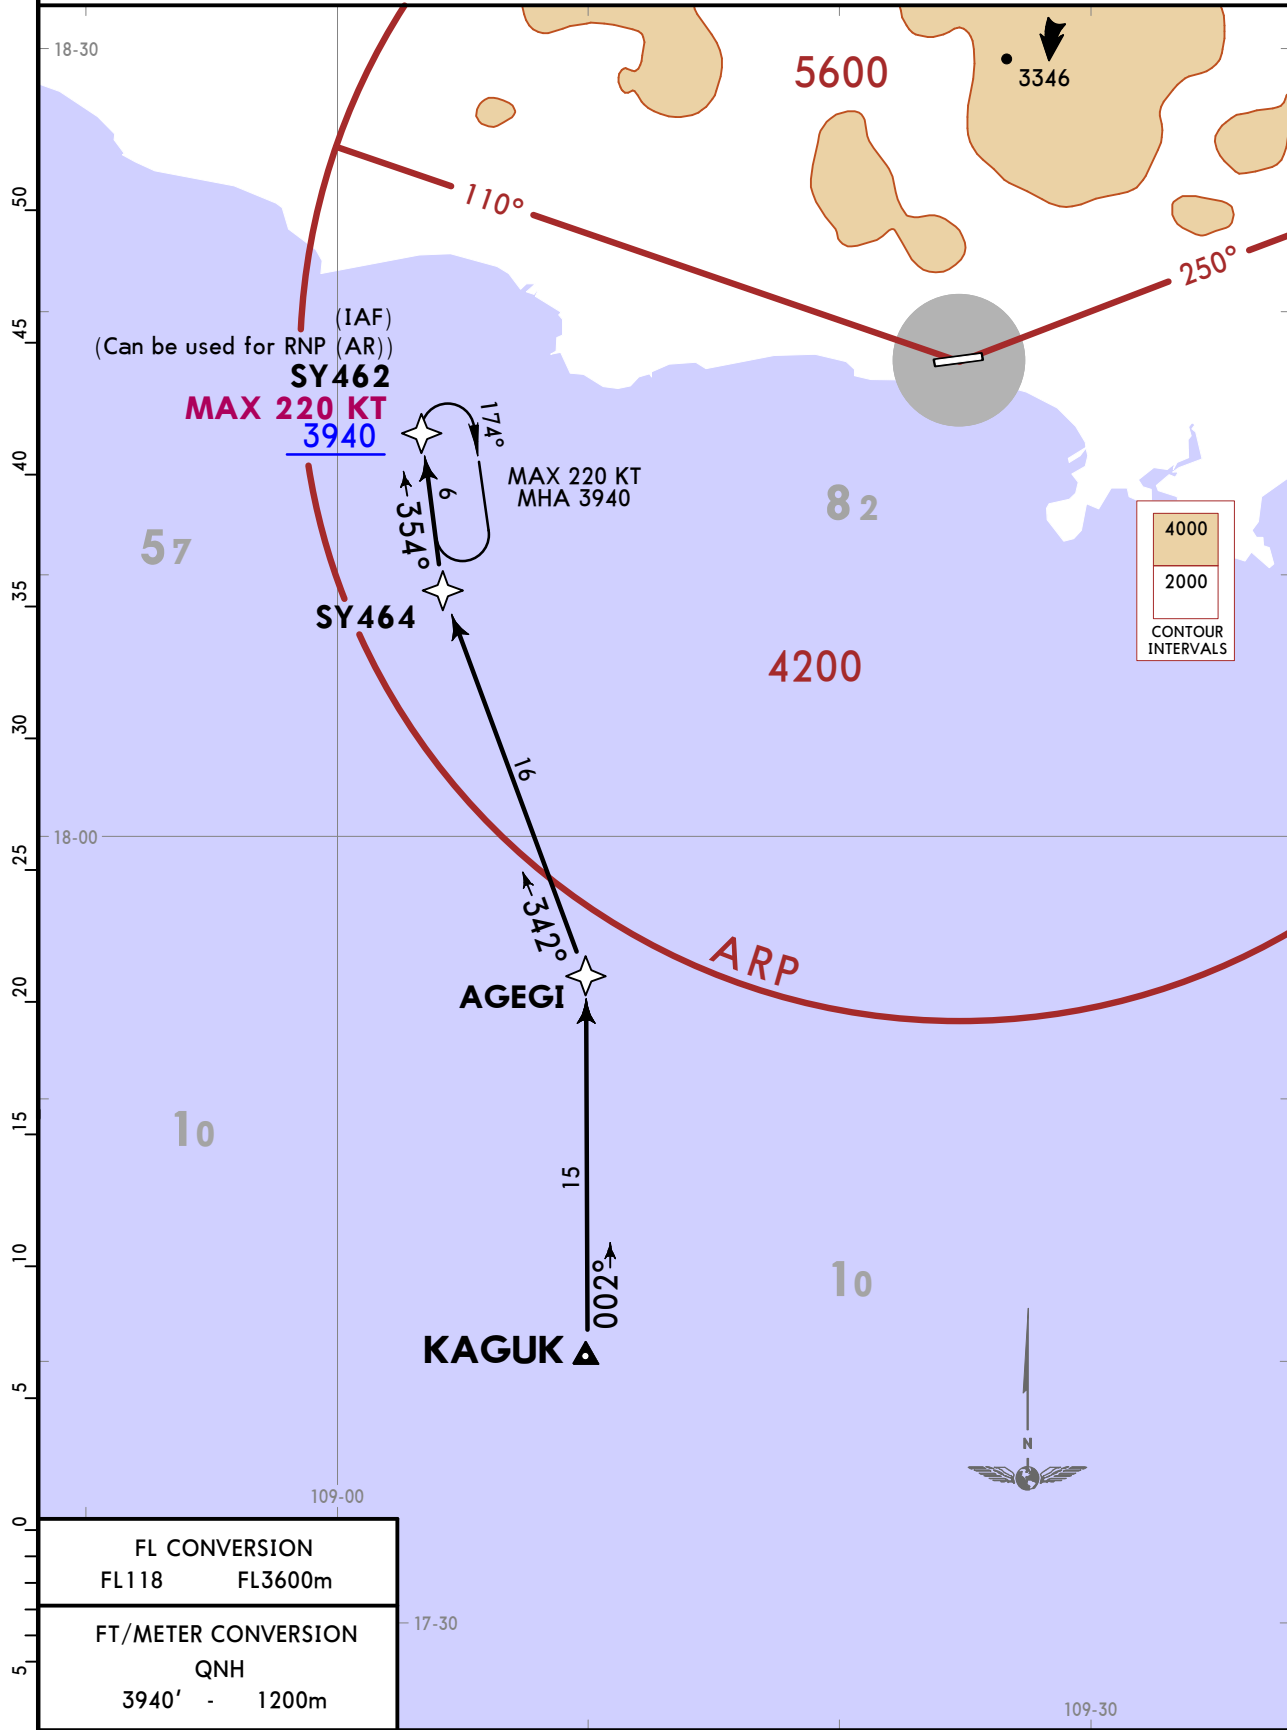 18-30
5600
3346
110°
250°
50
45
40
35
30
25
20
15
10
5
0
5
(IAF)
(Can be used for RNP (AR))
SY462
MAX 220 KT
3940
174°
MAX 220 KT
MHA 3940
6
354°
57
82
4000
2000
CONTOUR
INTERVALS
SY464
4200
16
18-00
342°
ARP
AGEGI
10
15
10
002°
KAGUK
N
109-00
FL CONVERSION
FL118 FL3600m
17-30
FT/METER CONVERSION
QNH
3940' - 1200m
109-30